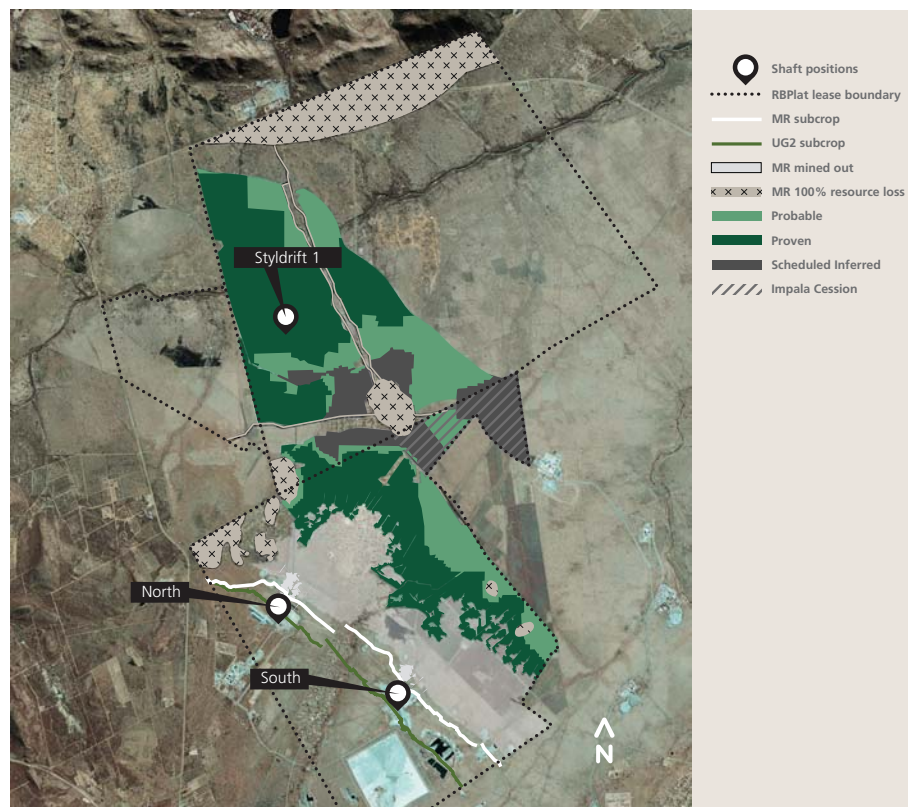 Shaft positions
RBPlat lease boundary
MR subcrop
UG2 subcrop
MR mined out
MR 100% resource loss
Probable
Proven
Scheduled Inferred
Impala Cession
Styldrift 1
North
South
N